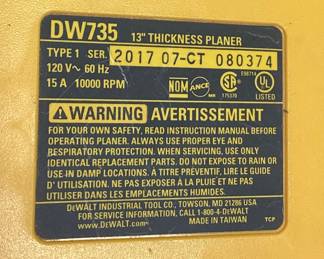 DW735 13" THICKNESS PLANER
TYPE 1 SER. 2017 07-CT 080374
120 V~ 60 Hz
15 A 10000 RPM
NOM ANCE
E98714
175370
UL
LISTED
WARNING AVERTISSEMENT
FOR YOUR OWN SAFETY, READ INSTRUCTION MANUAL BEFORE
OPERATING PLANER. ALWAYS USE PROPER EYE AND
RESPIRATORY PROTECTION. WHEN SERVICING, USE ONLY
IDENTICAL REPLACEMENT PARTS. DO NOT EXPOSE TO RAIN OR
USE IN DAMP LOCATIONS. A TITRE PRÉVENTIF, LIRE LE GUIDE
D' UTILISATION. NE PAS EXPOSER À LA PLUIE ET NE PAS
UTILISER DANS LES EMPLACEMENTS HUMIDES.
DEWALT INDUSTRIAL TOOL CO., TOWSON, MD 21286 USA
FOR SERVICE INFORMATION, CALL 1-800-4-DEWALT
www.DEWALT.com MADE IN TAIWAN TCP